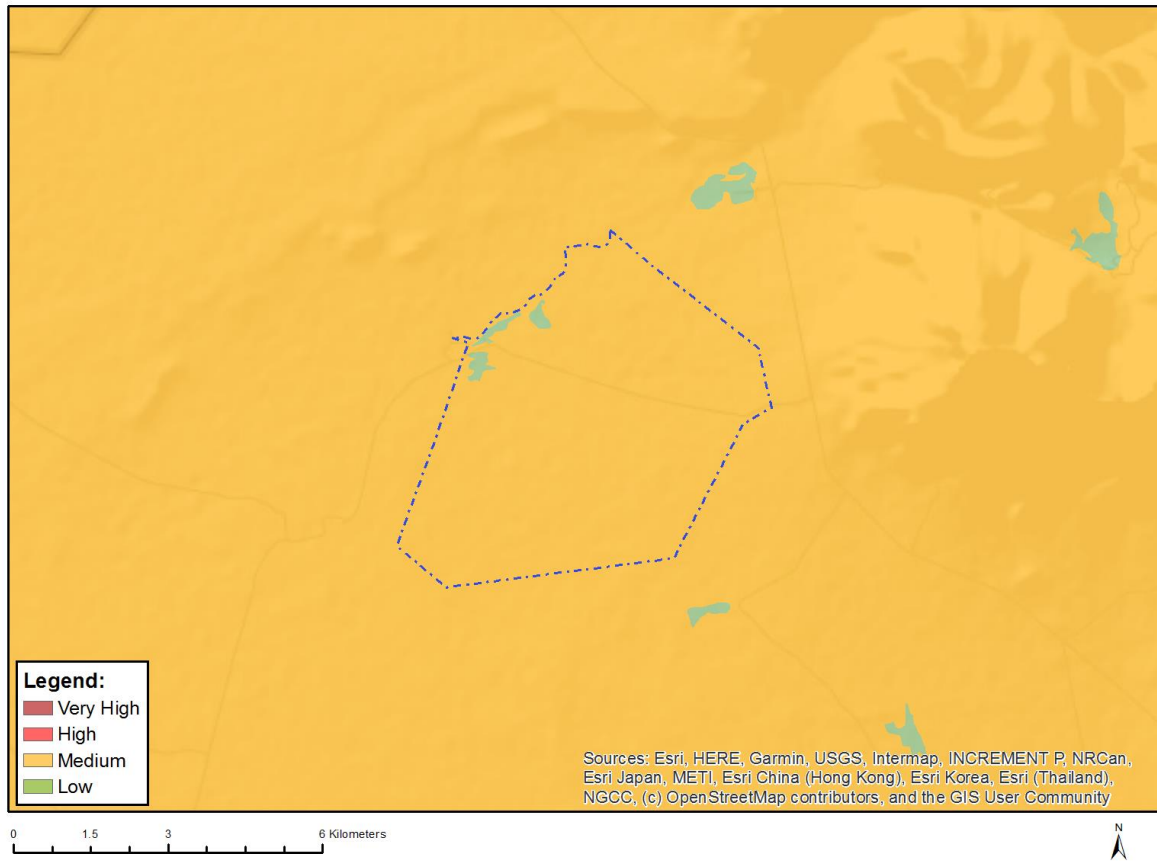 Legend:
Very High
High
Medium
Low
Sources: Esri, HERE, Garmin, USGS, Intermap, INCREMENT P, NRCan,
Esri Japan, METI, Esri China (Hong Kong), Esri Korea, Esri (Thailand),
NGCC, (c) OpenStreetMap contributors, and the GIS User Community
0 1.5 3 6 Kilometers
N